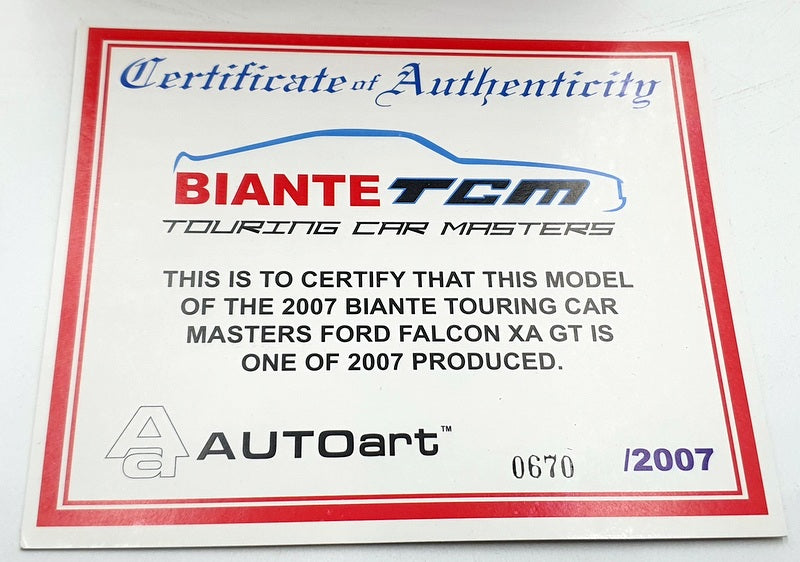 Certificate of Authenticity
BIANTE TCM
TOURING CAR MASTERS
THIS IS TO CERTIFY THAT THIS MODEL
OF THE 2007 BIANTE TOURING CAR
MASTERS FORD FALCON XA GT IS
ONE OF 2007 PRODUCED.
Aa AUTOart™
0670 /2007